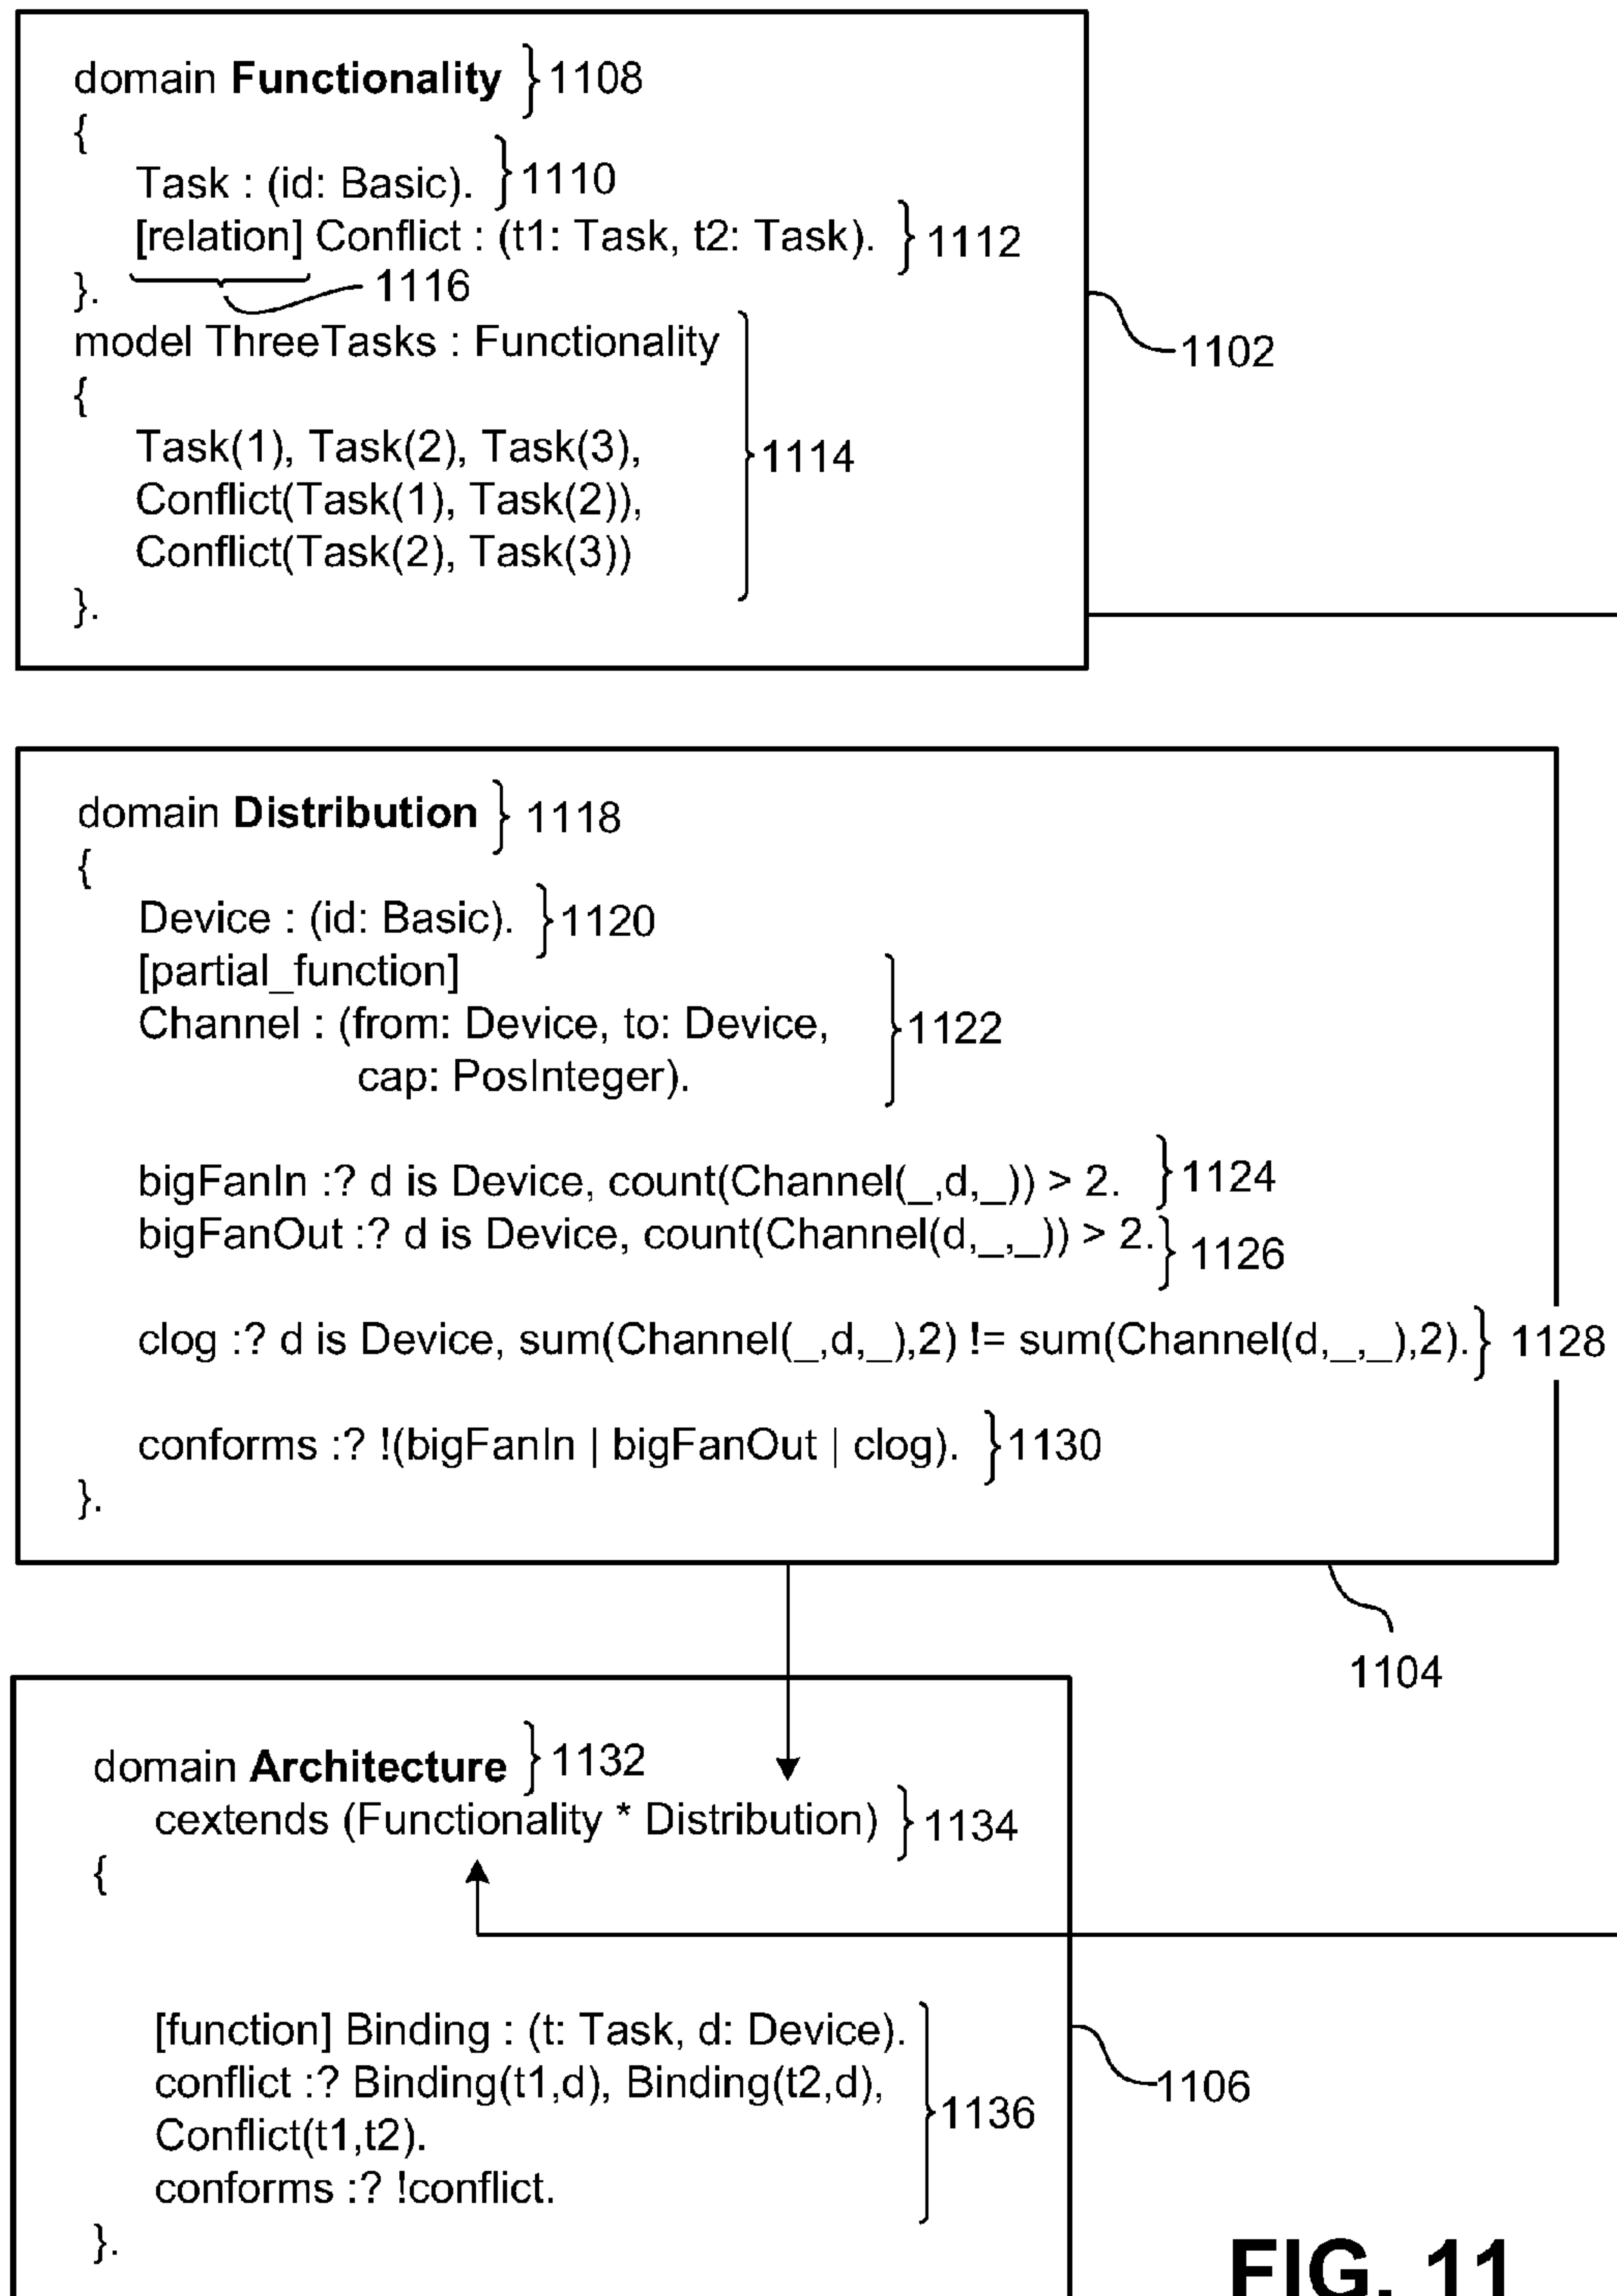 domain Functionality } 1108
{
Task : (id: Basic). } 1110
[relation] Conflict : (t1: Task, t2: Task). } 1112
}.
1116
model ThreeTasks : Functionality
1102
{
Task(1), Task(2), Task(3),
1114
Conflict(Task(1), Task(2)),
Conflict(Task(2), Task(3))
}.
domain Distribution } 1118
{
Device : (id: Basic). } 1120
[partial_function]
Channel : (from: Device, to: Device,
1122
cap: PosInteger).
bigFanIn :? d is Device, count(Channel(_,d,_)) > 2. } 1124
bigFanOut :? d is Device, count(Channel(d,_,_)) > 2. } 1126
clog :? d is Device, sum(Channel(_,d,_),2) != sum(Channel(d,_,_),2). } 1128
conforms :? !(bigFanIn | bigFanOut | clog). } 1130
}.
1104
domain Architecture } 1132
cextends (Functionality * Distribution) } 1134
{
[function] Binding : (t: Task, d: Device).
conflict :? Binding(t1,d), Binding(t2,d),
1106
1136
Conflict(t1,t2).
conforms :? !conflict.
}.
FIG. 11